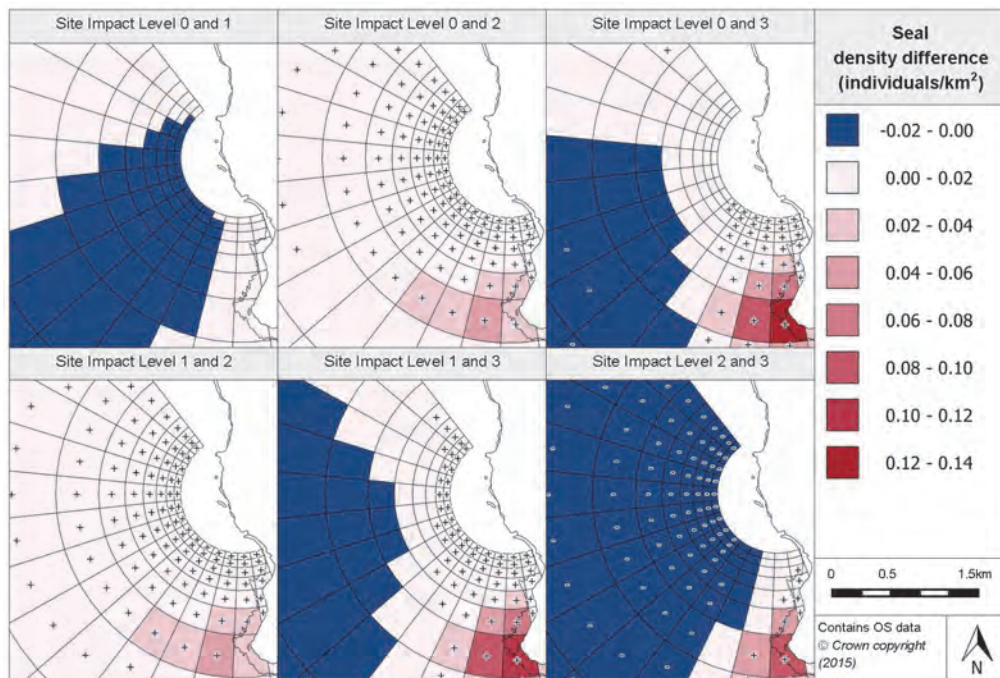 Site Impact Level 0 and 1
Site Impact Level 0 and 2
Site Impact Level 0 and 3
Seal
density difference
(individuals/km²)
-0.02 - 0.00
0.00 - 0.02
0.02 - 0.04
0.04 - 0.06
0.06 - 0.08
0.08 - 0.10
0.10 - 0.12
0.12 - 0.14
Site Impact Level 1 and 2
Site Impact Level 1 and 3
Site Impact Level 2 and 3
0 0.5 1.5km
Contains OS data
© Crown copyright
(2015)
N